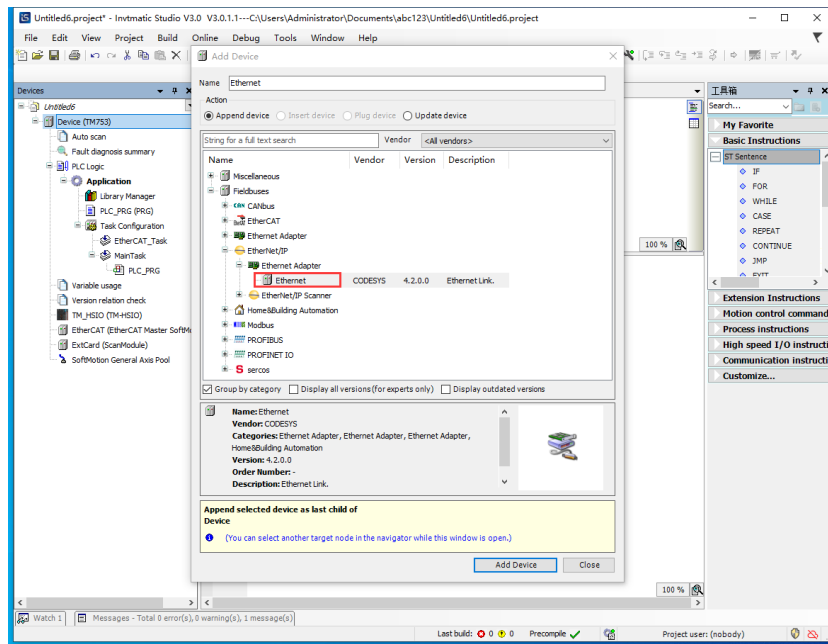 Untitled6.project* - Invtmatic Studio V3.0 V3.0.1.1---C:\Users\Administrator\Documents\abc123\Untitled6\Untitled6.project
File Edit View Project Build Online Debug Tools Window Help
Add Device
Devices
Untitled6
Device (TM753)
Auto scan
Fault diagnosis summary
PLC Logic
Application
Library Manager
PLC_PRG (PRG)
Task Configuration
EtherCAT_Task
MainTask
PLC_PRG
Variable usage
Version relation check
TM_HSIO (TM-HSIO)
EtherCAT (EtherCAT Master SoftMo
ExtCard (ScanModule)
SoftMotion General Axis Pool
Name Ethernet
Action
Append device Insert device Plug device Update device
String for a full text search Vendor <All vendors>
Name Vendor Version Description
Miscellaneous
Fieldbuses
CAN CANbus
EtherCAT
Ethernet Adapter
EtherNet/IP
Ethernet Adapter
Ethernet CODESYS 4.2.0.0 Ethernet Link.
EtherNet/IP Scanner
Home&Building Automation
Modbus
PROFIBUS
PROFINET IO
sercos
Group by category Display all versions (for experts only) Display outdated versions
Name: Ethernet
Vendor: CODESYS
Categories: Ethernet Adapter, Ethernet Adapter, Ethernet Adapter,
Home&Building Automation
Version: 4.2.0.0
Order Number: -
Description: Ethernet Link.
Append selected device as last child of
Device
(You can select another target node in the navigator while this window is open.)
Add Device Close
100 %
100 %
工具箱
Search...
My Favorite
Basic Instructions
ST Sentence
IF
FOR
WHILE
CASE
REPEAT
CONTINUE
JMP
EXIT
Extension Instructions
Motion control command
Process instructions
High speed I/O instructi
Communication instructi
Customize...
Watch 1 Messages - Total 0 error(s), 0 warning(s), 1 message(s)
Last build: 0 0 Precompile Project user: (nobody)